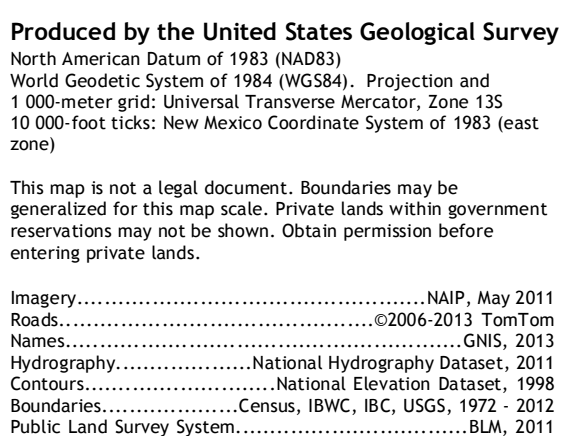 Produced by the United States Geological Survey
North American Datum of 1983 (NAD83)
World Geodetic System of 1984 (WGS84).  Projection and
1 000-meter grid: Universal Transverse Mercator, Zone 13S
10 000-foot ticks: New Mexico Coordinate System of 1983 (east
zone)
This map is not a legal document. Boundaries may be
generalized for this map scale. Private lands within government
reservations may not be shown. Obtain permission before
entering private lands.
Imagery..................................................NAIP, May 2011
Roads.............................................©2006-2013 TomTom
Names.........................................................GNIS, 2013
Hydrography....................National Hydrography Dataset, 2011
Contours............................National Elevation Dataset, 1998
Boundaries....................Census, IBWC, IBC, USGS, 1972 - 2012
Public Land Survey System..................................BLM, 2011